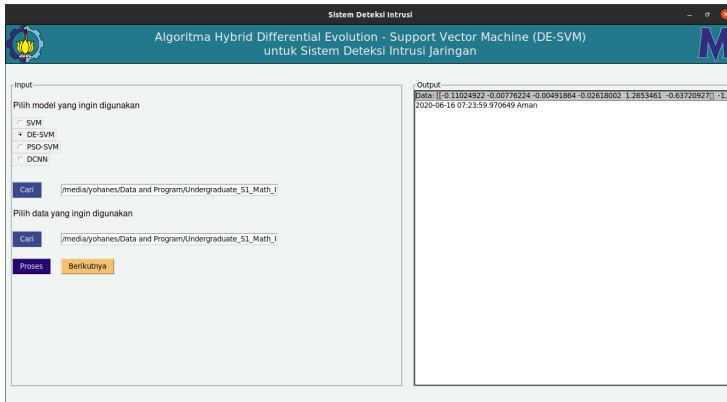 Sistem Deteksi Intrusi
Algoritma Hybrid Differential Evolution - Support Vector Machine (DE-SVM)
untuk Sistem Deteksi Intrusi Jaringan
M
Input
Pilih model yang ingin digunakan
SVM
DE-SVM
PSO-SVM
DCNN
Cari
/media/yohanes/Data and Program/Undergraduate_S1_Math_I
Pilih data yang ingin digunakan
Cari
/media/yohanes/Data and Program/Undergraduate_S1_Math_I
Proses
Berikutnya
Output
Data: [[-0.11024922 -0.00776224 -0.00491864 -0.02618002 1.2653461 -0.63720927 -1.
2020-06-16 07:23:59.970649 Aman